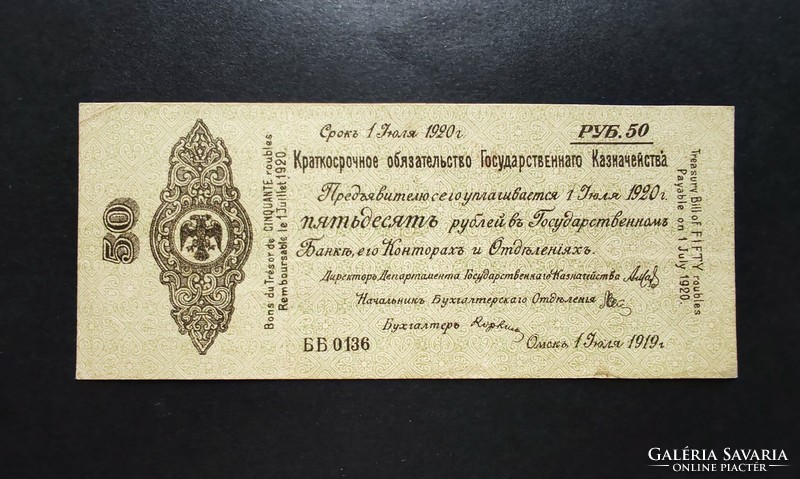 50
Bons du Trésor de CINQUANTE roubles
Remboursable le 1 Juillet 1920.
Срокъ 1 Іюля 1920 г.
РУБ. 50
Краткосрочное обязательство Государственнаго Казначейства
Предъявителю сего уплачивается 1 Іюля 1920 г.
пятьдесятъ рублей въ Государственномъ
Банкѣ, его Конторахъ и Отдѣленіяхъ.
Директоръ Департамента Государственнаго Казначейства
Начальникъ Бухгалтерскаго Отдѣленія
Бухгалтеръ
ББ 0136
Омскъ, 1 Іюля 1919 г.
Treasury Bill of FIFTY roubles
Payable on 1 July 1920.
GALÉRIA SAVARIA
ONLINE PIACTÉR